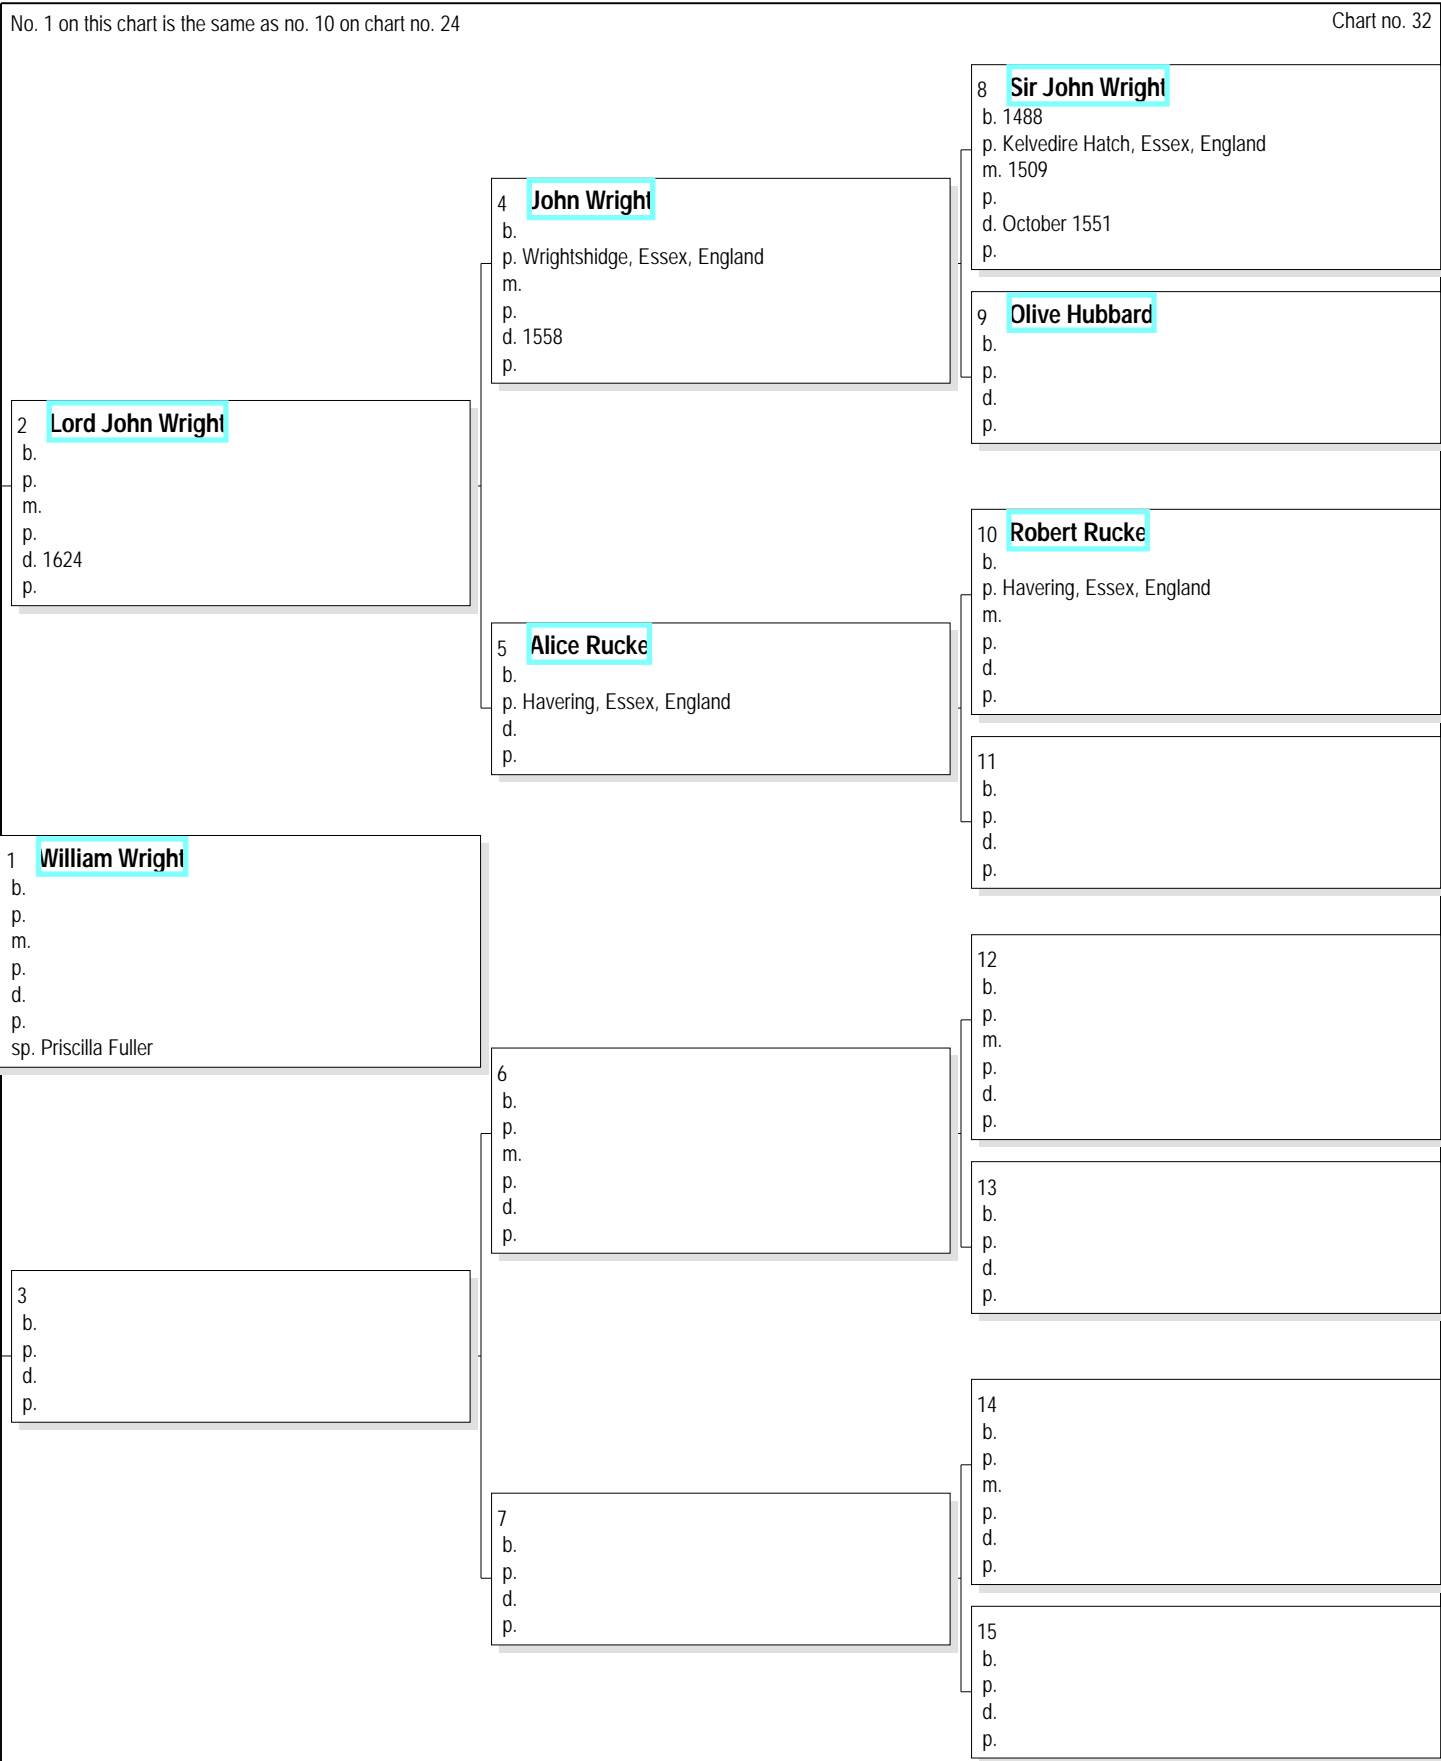 No. 1 on this chart is the same as no. 10 on chart no. 24
Chart no. 32
8 Sir John Wright
b. 1488
p. Kelvedire Hatch, Essex, England
m. 1509
p.
d. October 1551
p.
4 John Wright
b.
p. Wrightshidge, Essex, England
m.
p.
d. 1558
p.
9 Olive Hubbard
b.
p.
d.
p.
2 Lord John Wright
b.
p.
m.
p.
d. 1624
p.
10 Robert Rucke
b.
p. Havering, Essex, England
m.
p.
d.
p.
5 Alice Rucke
b.
p. Havering, Essex, England
d.
p.
11
b.
p.
d.
p.
1 William Wright
b.
p.
m.
p.
d.
p.
sp. Priscilla Fuller
12
b.
p.
m.
p.
d.
p.
6
b.
p.
m.
p.
d.
p.
13
b.
p.
d.
p.
3
b.
p.
d.
p.
14
b.
p.
m.
p.
d.
p.
7
b.
p.
d.
p.
15
b.
p.
d.
p.